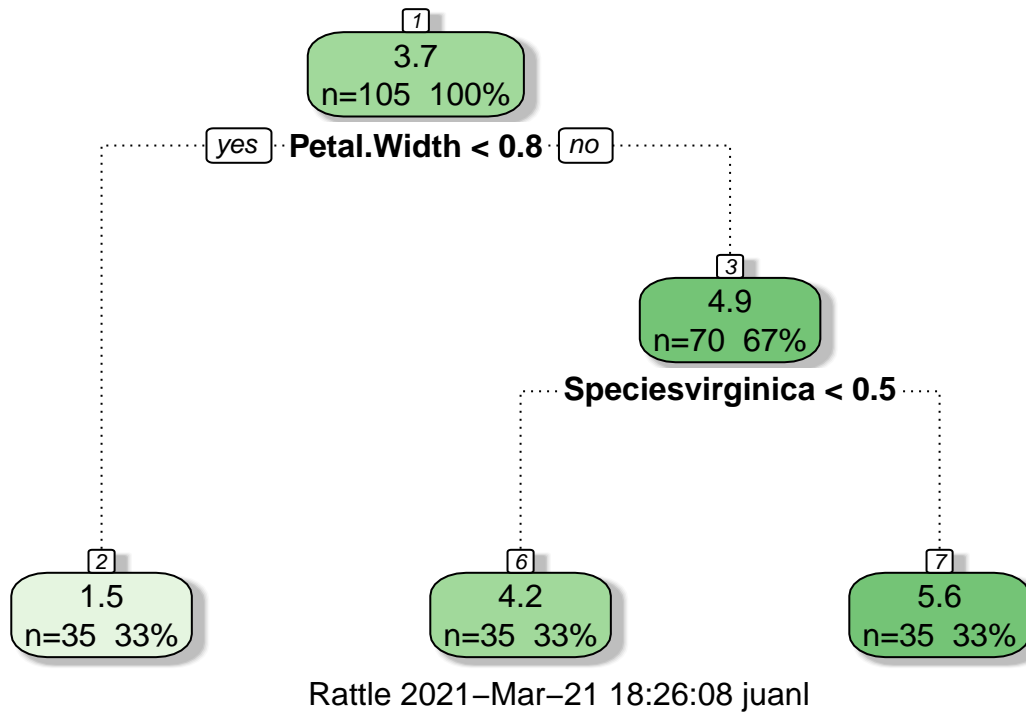 1
3.7
n=105 100%
yes Petal.Width < 0.8 no
3
4.9
n=70 67%
Speciesvirginica < 0.5
2
1.5
n=35 33%
6
4.2
n=35 33%
7
5.6
n=35 33%
Rattle 2021−Mar−21 18:26:08 juanl